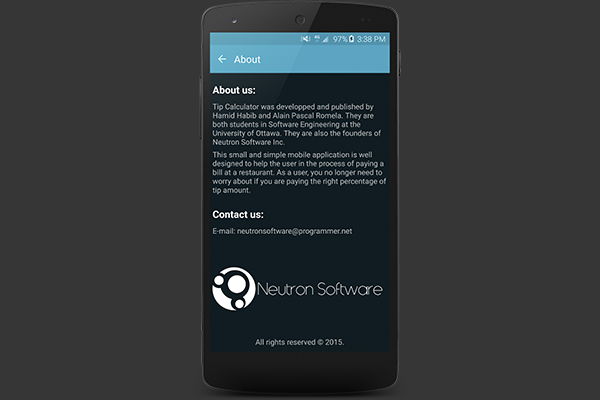 97% 3:38 PM
About
About us:
Tip Calculator was developped and published by
Hamid Habib and Alain Pascal Romela. They are
both students in Software Engineering at the
University of Ottawa. They are also the founders of
Neutron Software Inc.
This small and simple mobile application is well
designed to help the user in the process of paying a
bill at a restaurant. As a user, you no longer need to
worry about if you are paying the right percentage of
tip amount.
Contact us:
E-mail: neutronsoftware@programmer.net
Neutron Software
All rights reserved © 2015.